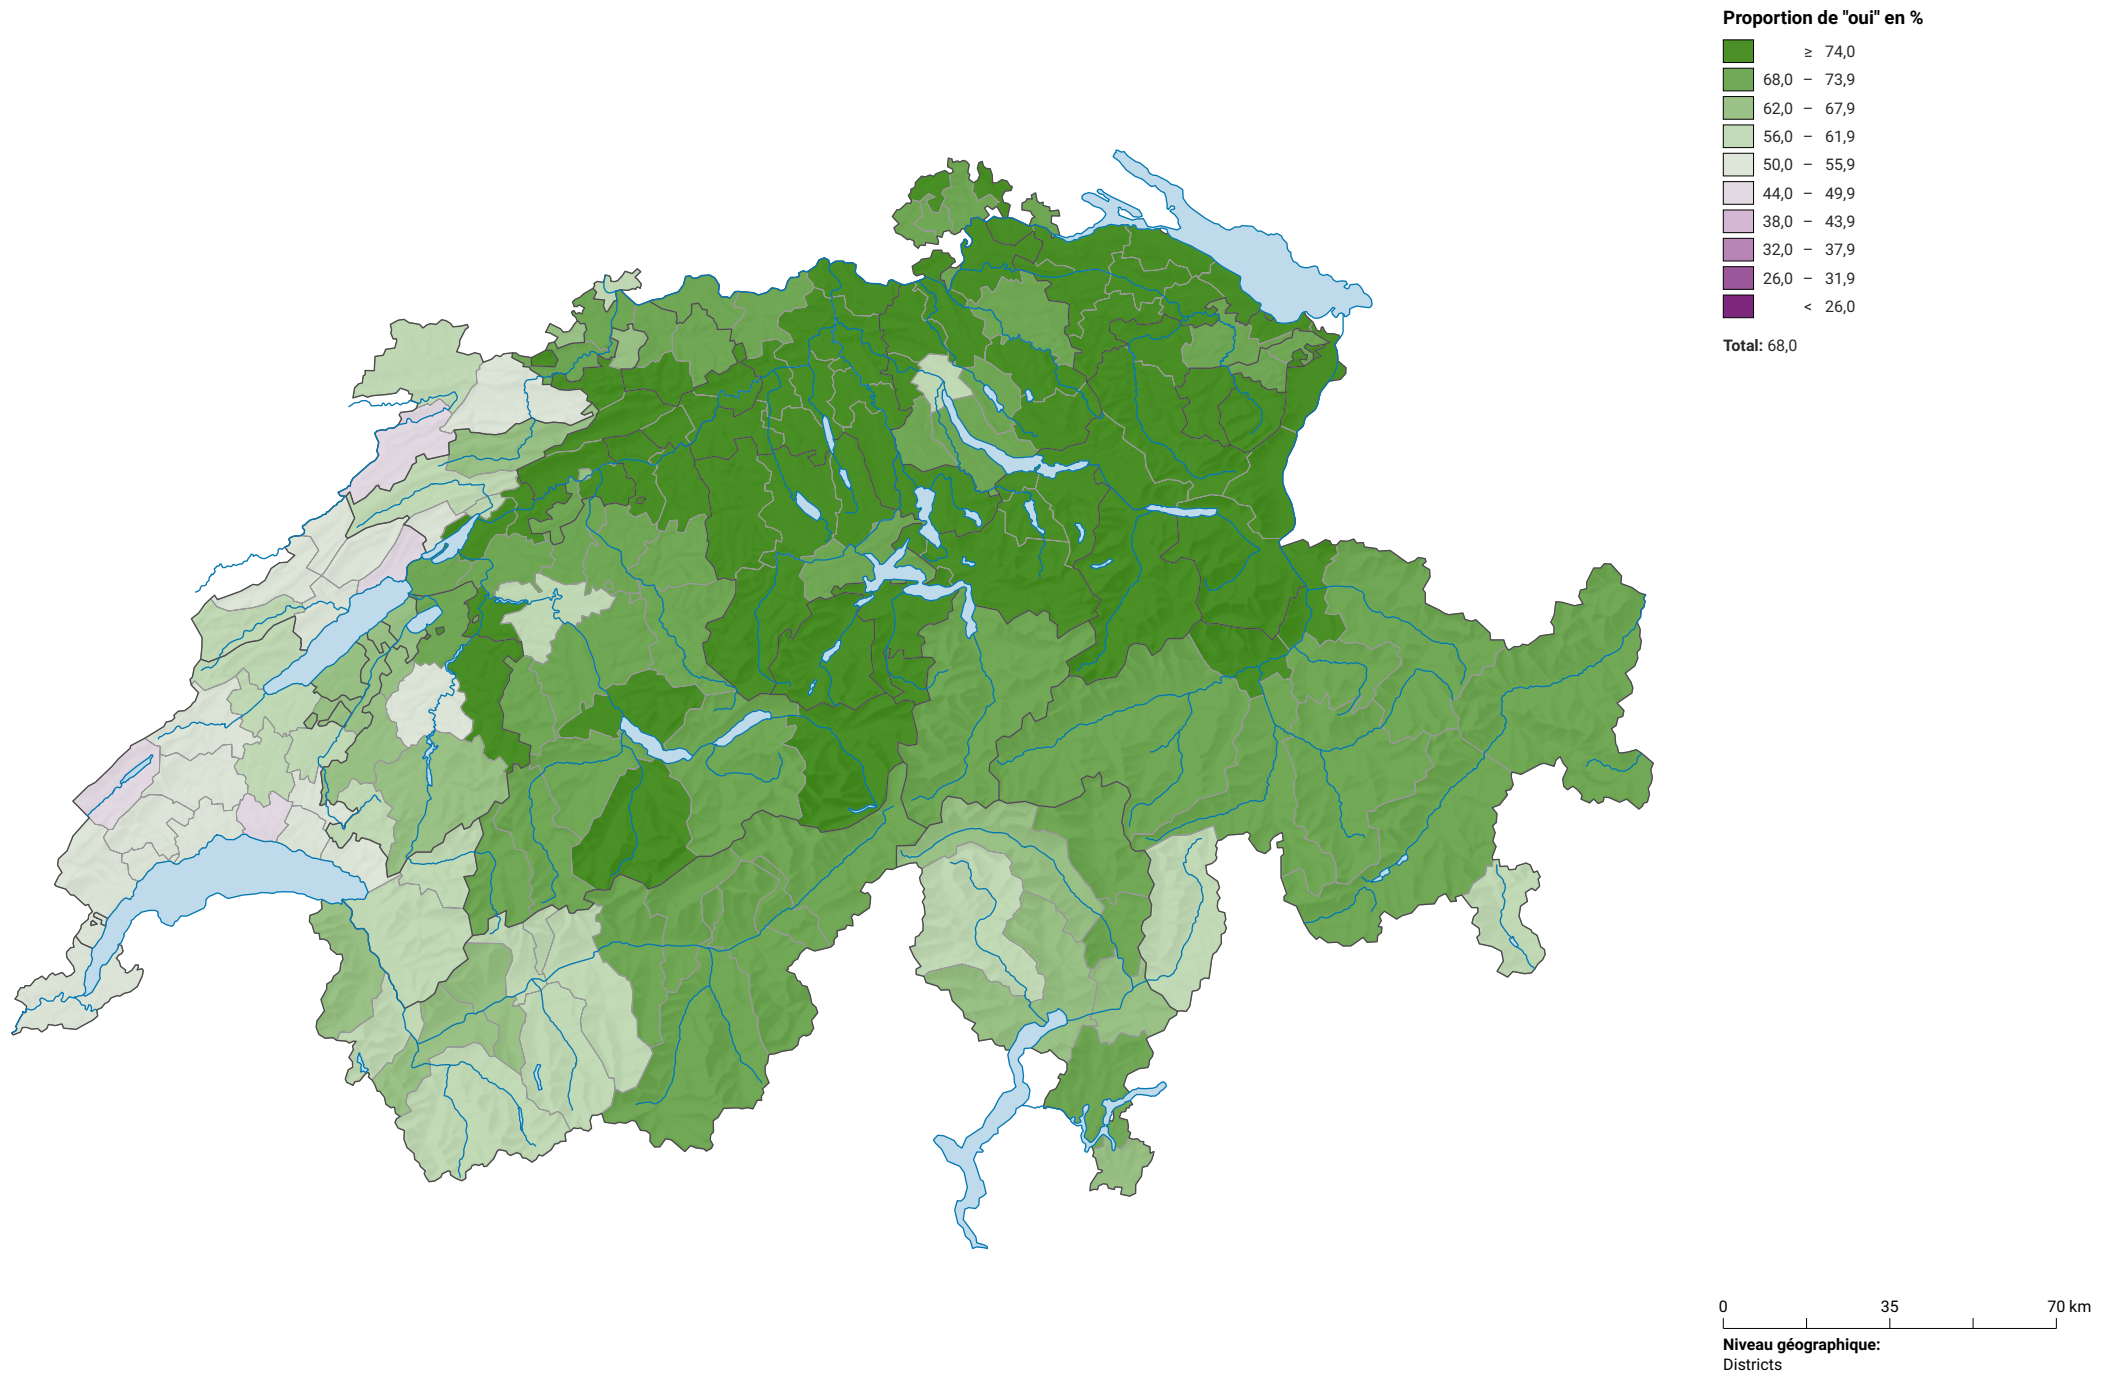 Proportion de "oui" en %
≥ 74,0
68,0 – 73,9
62,0 – 67,9
56,0 – 61,9
50,0 – 55,9
44,0 – 49,9
38,0 – 43,9
32,0 – 37,9
26,0 – 31,9
< 26,0
Total: 68,0
0 35 70 km
Niveau géographique:
Districts